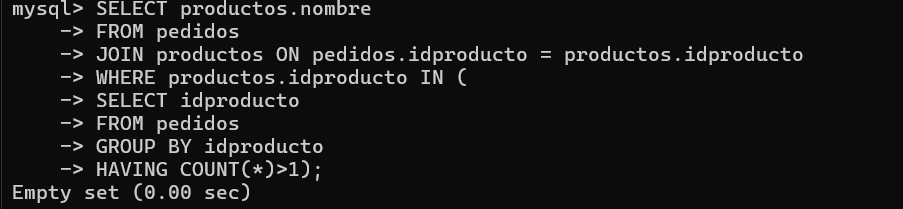 mysql> SELECT productos.nombre
    -> FROM pedidos
    -> JOIN productos ON pedidos.idproducto = productos.idproducto
    -> WHERE productos.idproducto IN (
    -> SELECT idproducto
    -> FROM pedidos
    -> GROUP BY idproducto
    -> HAVING COUNT(*)>1);
Empty set (0.00 sec)